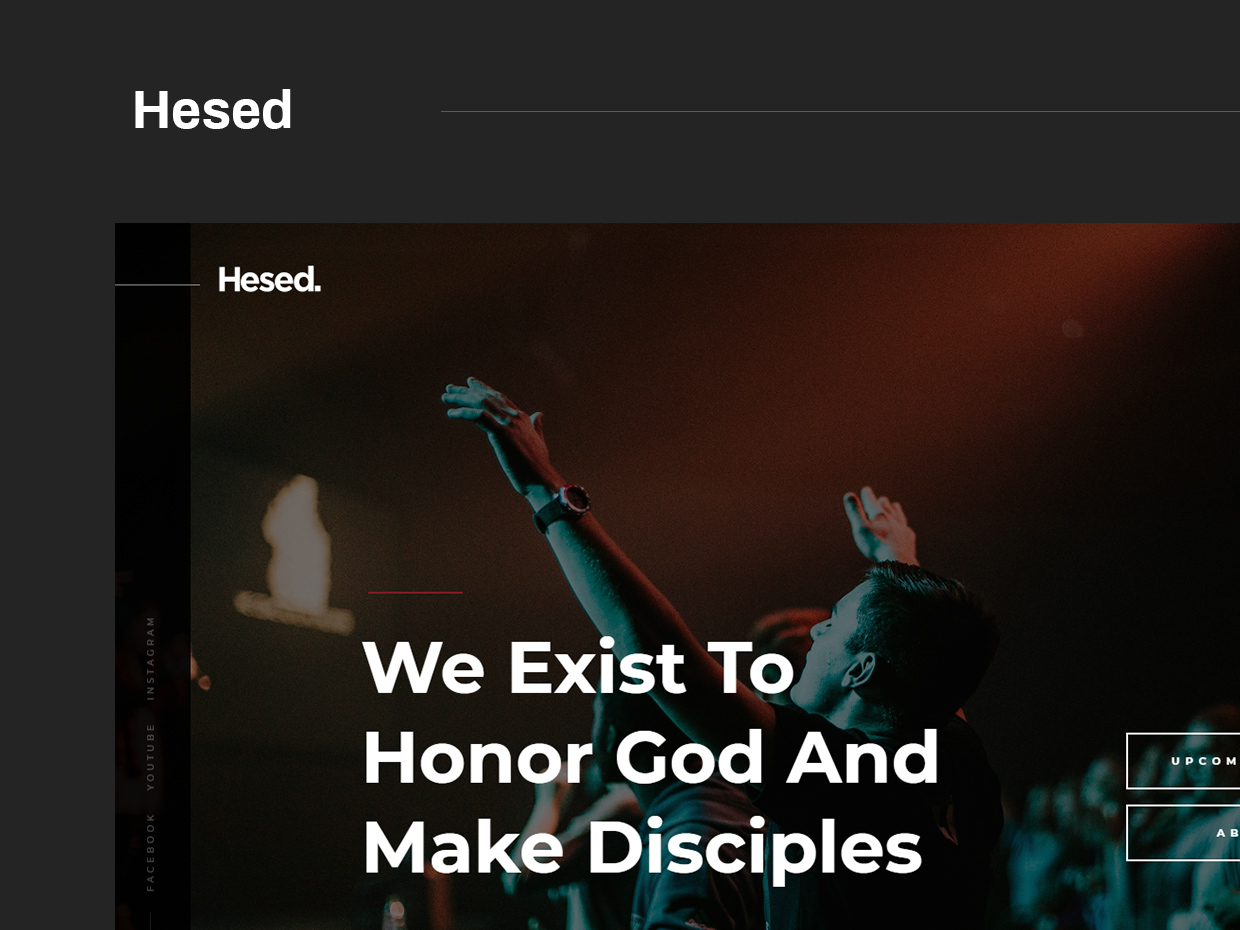 Hesed
Hesed.
INSTAGRAM
YOUTUBE
FACEBOOK
We Exist To
Honor God And
Make Disciples
UPCOM
AB